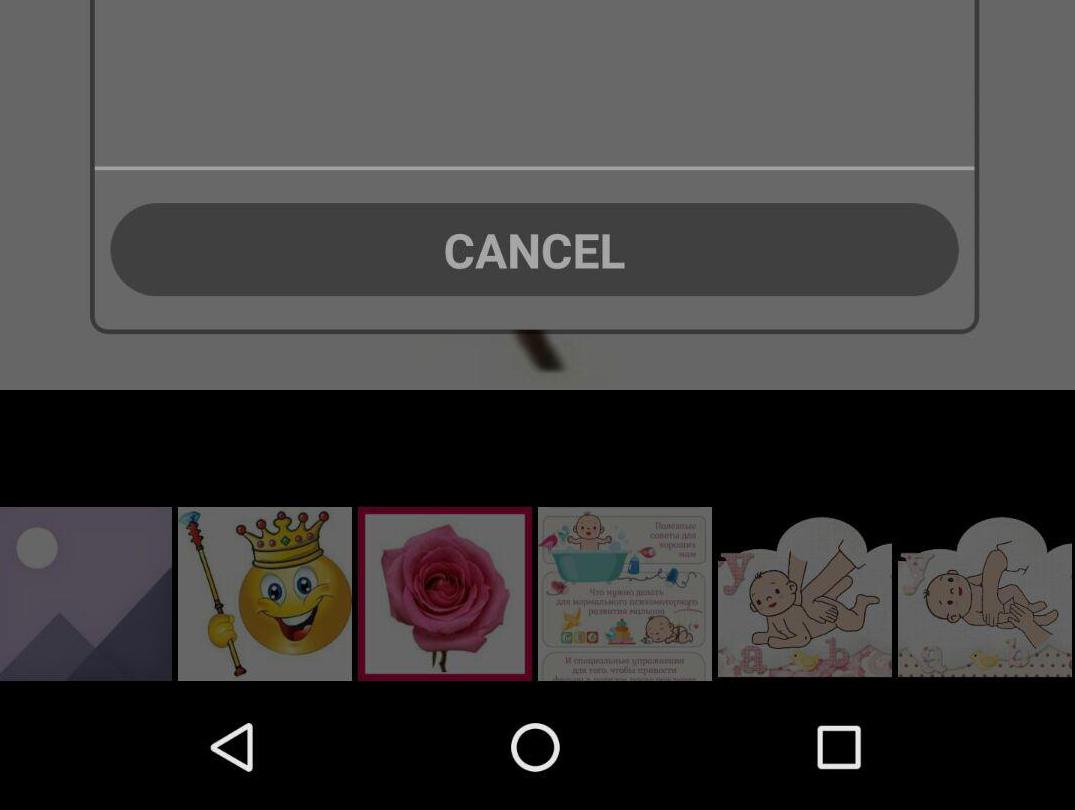 CANCEL
Полезные
советы для
хороших
мам
Что нужно делать
для нормального психомоторного
развития малыша
И специальные упражнения
для того, чтобы привести
y
a b
y
a b